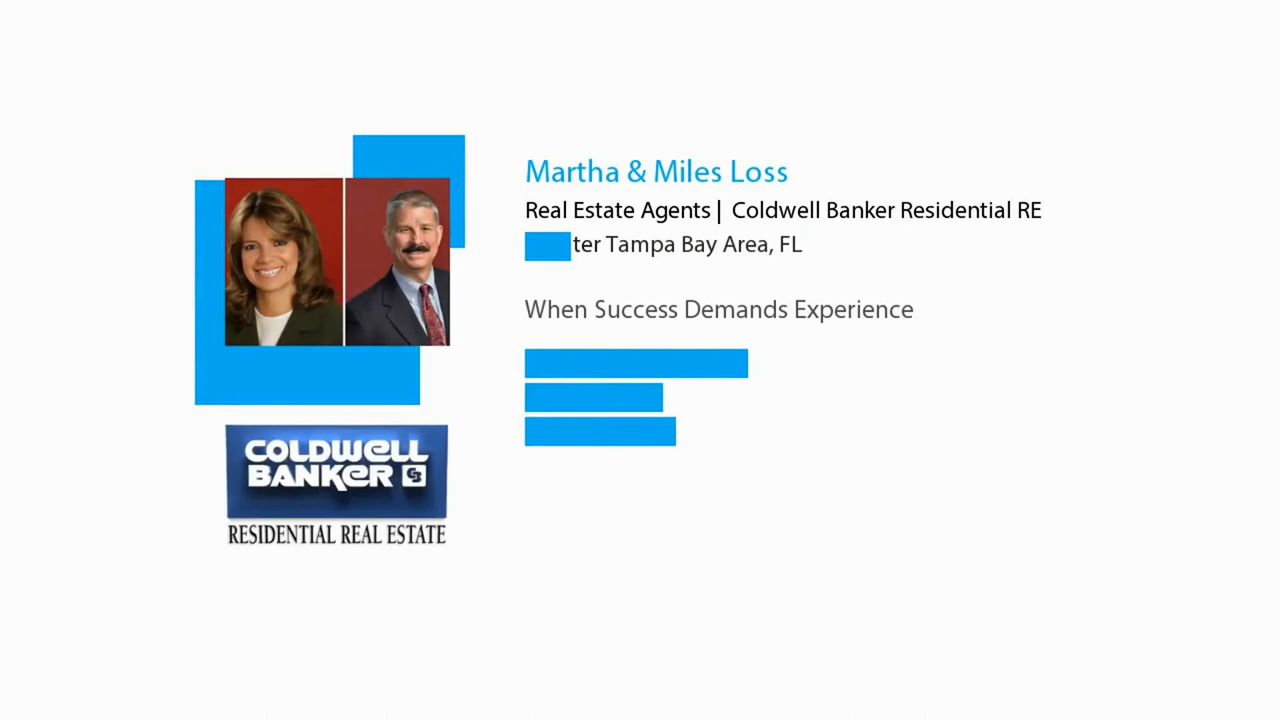 Martha & Miles Loss
Real Estate Agents | Coldwell Banker Residential RE
ter Tampa Bay Area, FL
When Success Demands Experience
COLDWELL
BANKER CB
RESIDENTIAL REAL ESTATE